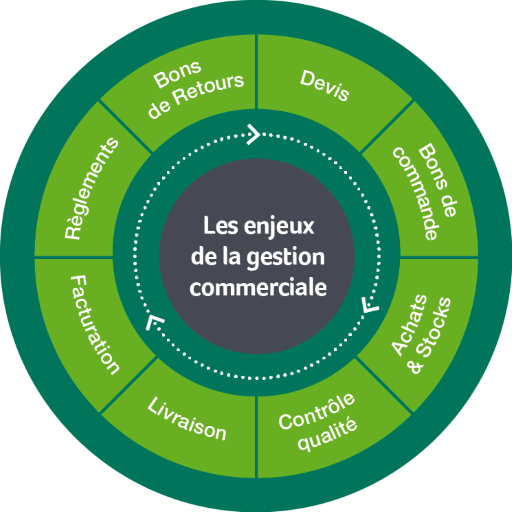 Les enjeux
de la gestion
commerciale
Devis
Bons de
commande
Achats
& Stocks
Contrôle
qualité
Livraison
Facturation
Règlements
Bons
de Retours